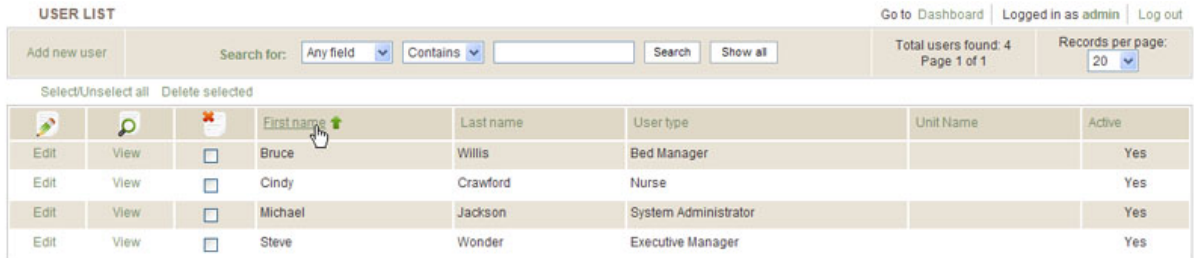 USER LIST Go to Dashboard Logged in as admin Log out
Add new user Search for: Any field Contains Search Show all Total users found: 4 Records per page:
Page 1 of 1 20
Select/Unselect all Delete selected
First name Last name User type Unit Name Active
Edit View Bruce Willis Bed Manager Yes
Edit View Cindy Crawford Nurse Yes
Edit View Michael Jackson System Administrator Yes
Edit View Steve Wonder Executive Manager Yes